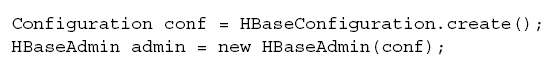 Configuration conf = HBaseConfiguration.create();
HBaseAdmin admin = new HBaseAdmin(conf);